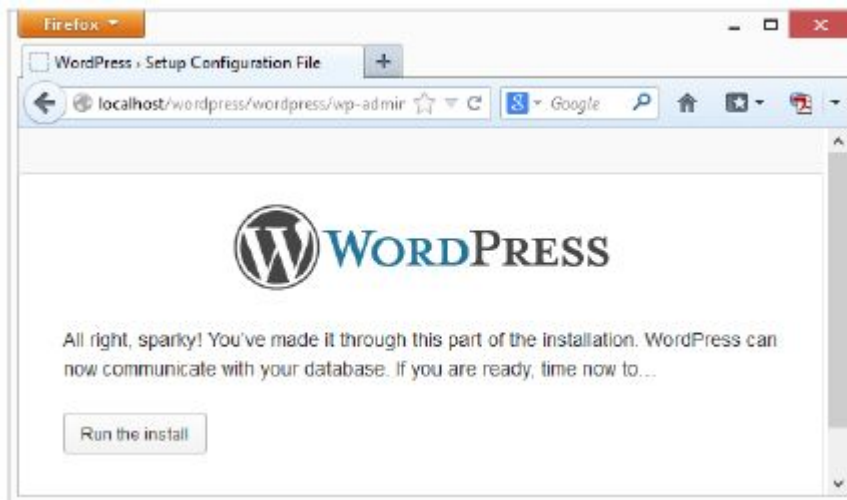 Firefox
WordPress › Setup Configuration File
localhost/wordpress/wordpress/wp-admir
Google
WORDPRESS
All right, sparky! You've made it through this part of the installation. WordPress can
now communicate with your database. If you are ready, time now to…
Run the install